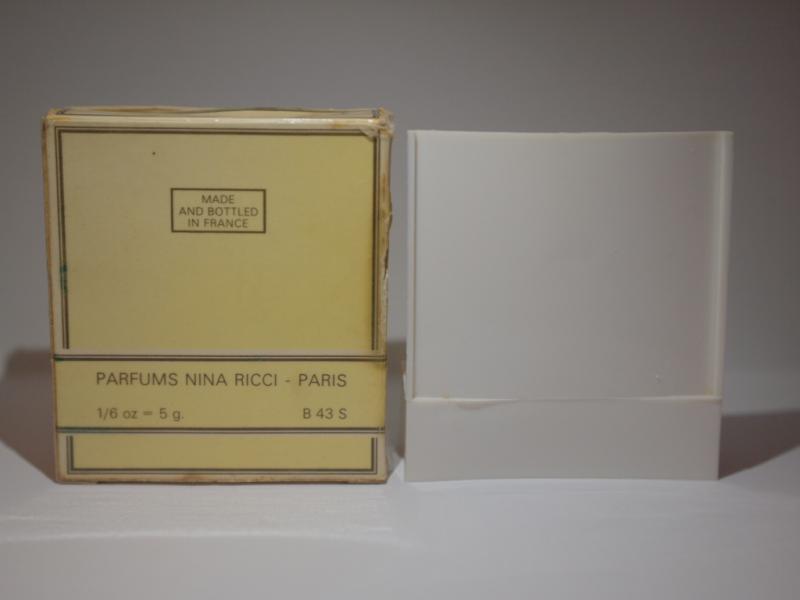 MADE
AND BOTTLED
IN FRANCE
PARFUMS NINA RICCI - PARIS
1/6 oz = 5 g. B 43 S